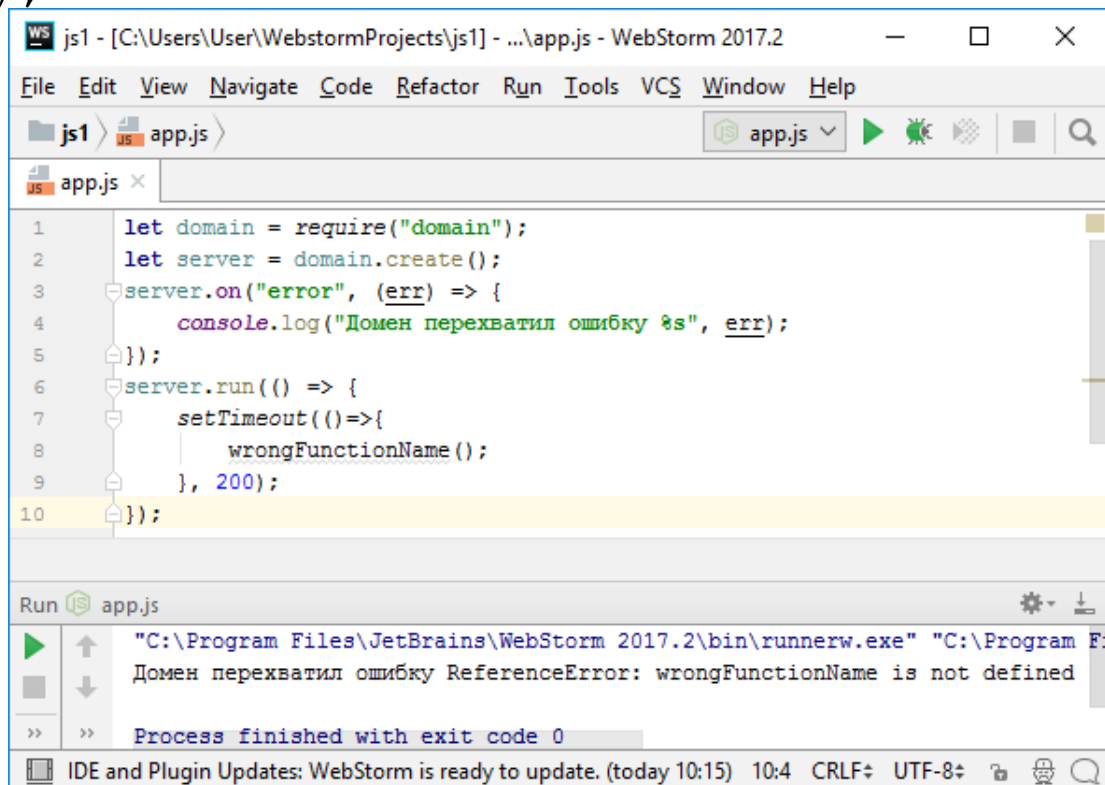 WS js1 - [C:\Users\User\WebstormProjects\js1] - ...\app.js - WebStorm 2017.2
File Edit View Navigate Code Refactor Run Tools VCS Window Help
js1 app.js app.js
app.js
1 let domain = require("domain");
2 let server = domain.create();
3 server.on("error", (err) => {
4 console.log("Домен перехватил ошибку %s", err);
5 });
6 server.run(() => {
7 setTimeout(()=>{
8 wrongFunctionName();
9 }, 200);
10 });
Run app.js
"C:\Program Files\JetBrains\WebStorm 2017.2\bin\runnerw.exe" "C:\Program
Домен перехватил ошибку ReferenceError: wrongFunctionName is not defined
Process finished with exit code 0
IDE and Plugin Updates: WebStorm is ready to update. (today 10:15) 10:4 CRLF UTF-8